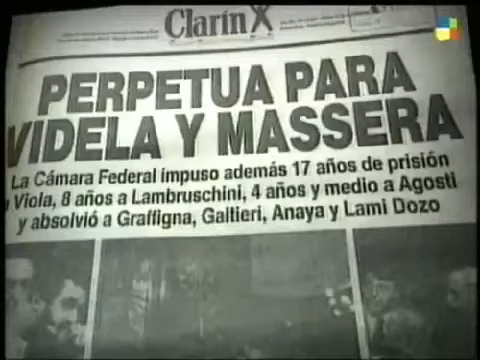 Clarín
PERPETUA PARA
VIDELA Y MASSERA
La Cámara Federal impuso además 17 años de prisión
a Viola, 8 años a Lambruschini, 4 años y medio a Agosti
y absolvió a Graffigna, Galtieri, Anaya y Lami Dozo